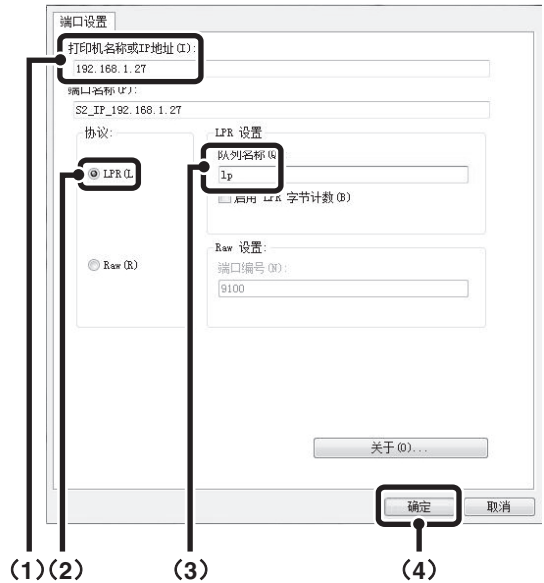 端口设置
打印机名称或IP地址(I):
192.168.1.27
端口名称(P):
S2_IP_192.168.1.27
协议:
LPR 设置
队列名称
LPR(L
lp
启用 LPR 字节计数(B)
Raw 设置:
Raw(R)
端口编号(N):
9100
关于(O)...
确定
取消
(1)(2)
(3)
(4)